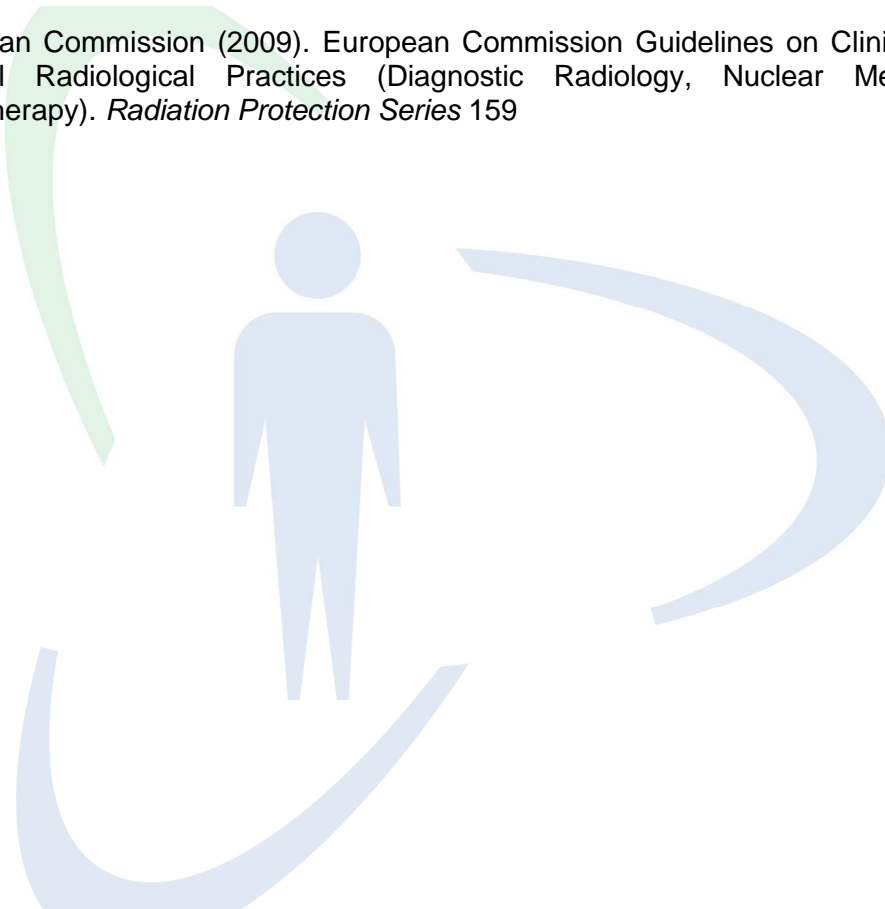 an Commission (2009). European Commission Guidelines on Clini
l Radiological Practices (Diagnostic Radiology, Nuclear Me
herapy). Radiation Protection Series 159